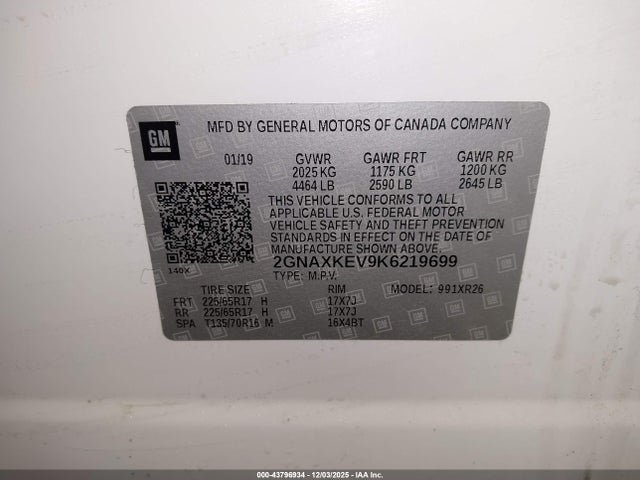 GM
MFD BY GENERAL MOTORS OF CANADA COMPANY
01/19 GVWR GAWR FRT GAWR RR
2025 KG 1175 KG 1200 KG
4464 LB 2590 LB 2645 LB
THIS VEHICLE CONFORMS TO ALL
APPLICABLE U.S. FEDERAL MOTOR
VEHICLE SAFETY AND THEFT PREVENTION
STANDARDS IN EFFECT ON THE DATE OF
MANUFACTURE SHOWN ABOVE.
2GNAXKEV9K6219699
140X TYPE: M.P.V.
TIRE SIZE RIM MODEL: 991XR26
FRT 225/65R17 H 17X7J
RR 225/65R17 H 17X7J
SPA T135/70R16 M 16X4BT
000-43796934 | 12/03/2025 | IAA Inc.